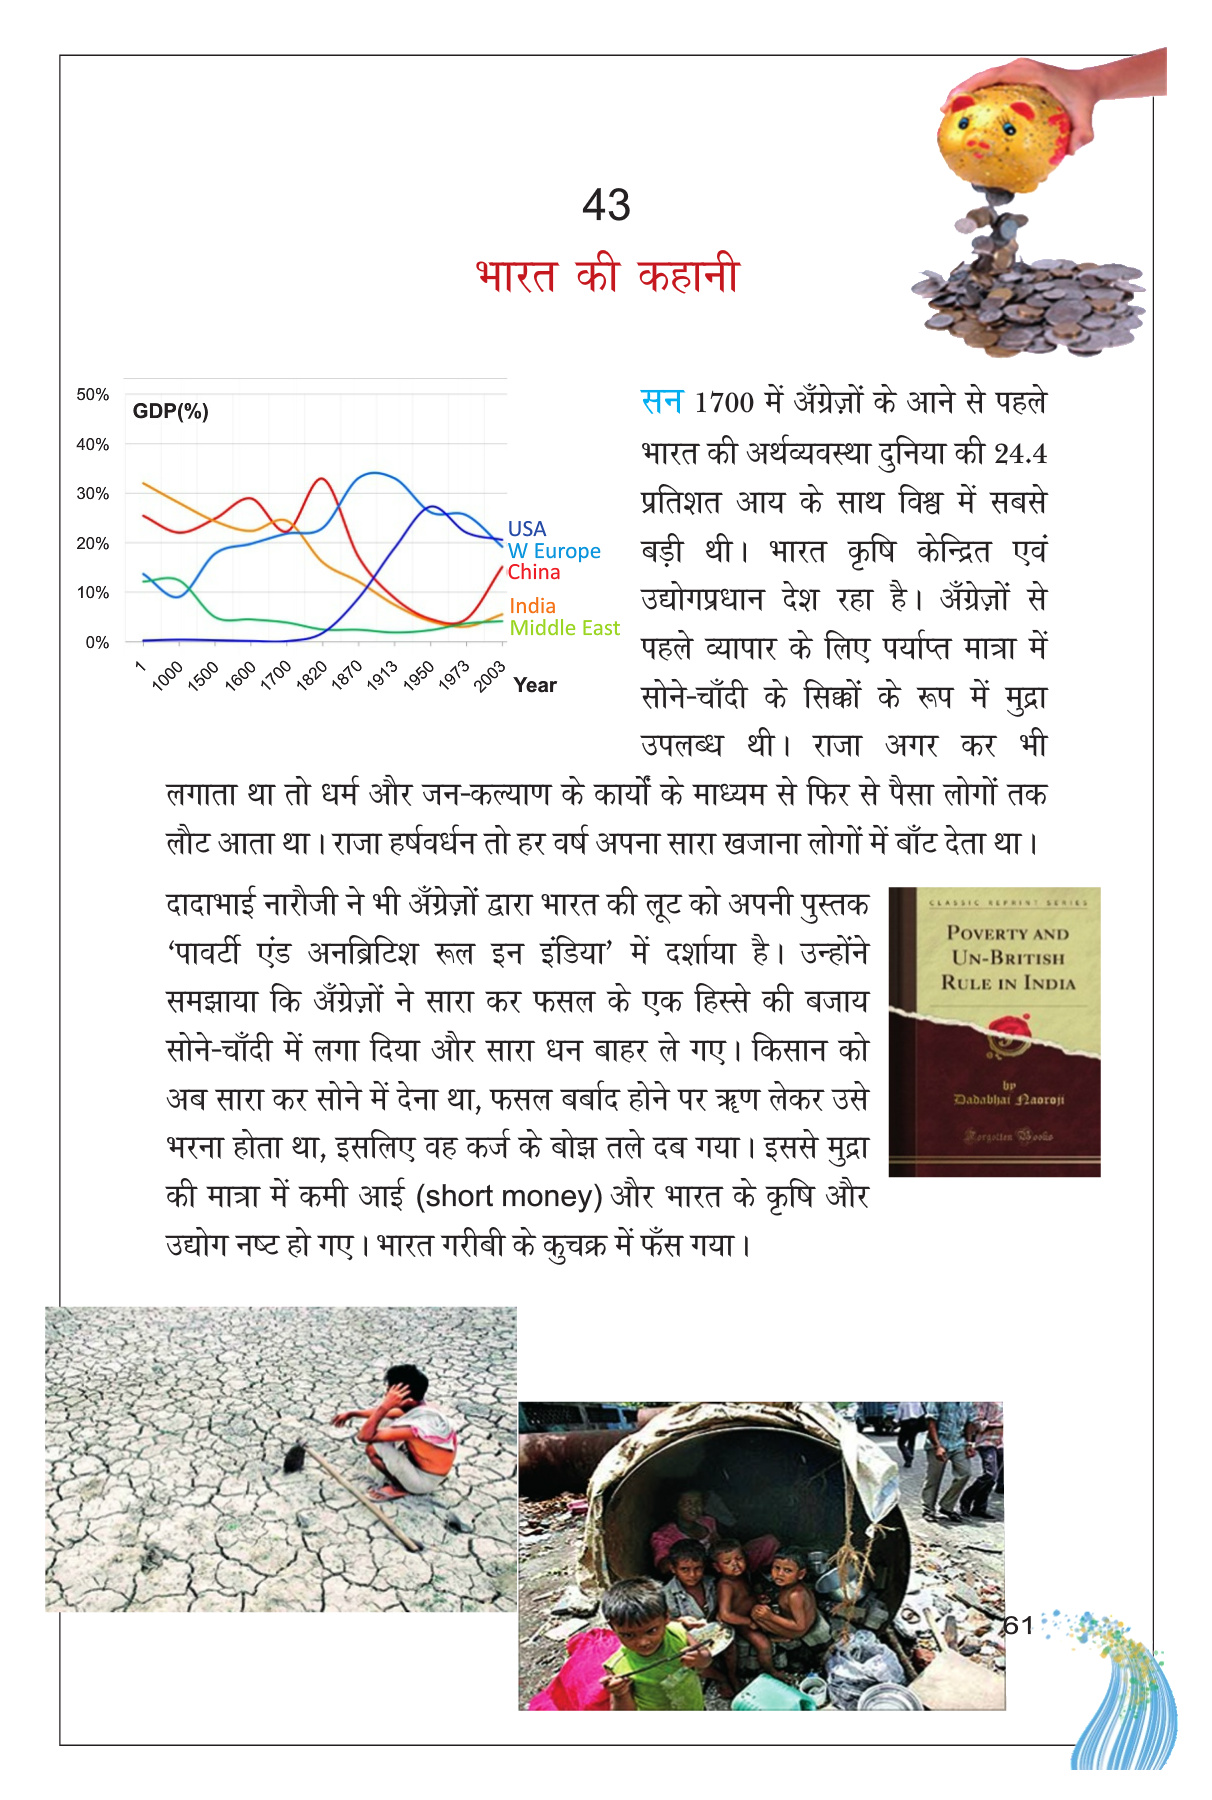 43
भारत की कहानी
50%
40%
30%
20%
10%
0%
GDP(%)
USA
W Europe
China
India
Middle East
1 1000 1500 1600 1700 1820 1870 1913 1950 1973 2003
Year
सन 1700 में अँग्रेज़ों के आने से पहले
भारत की अर्थव्यवस्था दुनिया की 24.4
प्रतिशत आय के साथ विश्व में सबसे
बड़ी थी। भारत कृषि केन्द्रित एवं
उद्योगप्रधान देश रहा है। अँग्रेज़ों से
पहले व्यापार के लिए पर्याप्त मात्रा में
सोने-चाँदी के सिक्कों के रूप में मुद्रा
उपलब्ध थी। राजा अगर कर भी
लगाता था तो धर्म और जन-कल्याण के कार्यों के माध्यम से फिर से पैसा लोगों तक
लौट आता था। राजा हर्षवर्धन तो हर वर्ष अपना सारा खजाना लोगों में बाँट देता था।
दादाभाई नारौजी ने भी अँग्रेज़ों द्वारा भारत की लूट को अपनी पुस्तक
‘पावर्टी एंड अनब्रिटिश रूल इन इंडिया’ में दर्शाया है। उन्होंने
समझाया कि अँग्रेज़ों ने सारा कर फसल के एक हिस्से की बजाय
सोने-चाँदी में लगा दिया और सारा धन बाहर ले गए। किसान को
अब सारा कर सोने में देना था, फसल बर्बाद होने पर ऋण लेकर उसे
भरना होता था, इसलिए वह कर्ज के बोझ तले दब गया। इससे मुद्रा
की मात्रा में कमी आई (short money) और भारत के कृषि और
उद्योग नष्ट हो गए। भारत गरीबी के कुचक्र में फँस गया।
CLASSIC REPRINT SERIES
POVERTY AND
UN-BRITISH
RULE IN INDIA
by
Dadabhai Naoroji
Forgotten Books
61